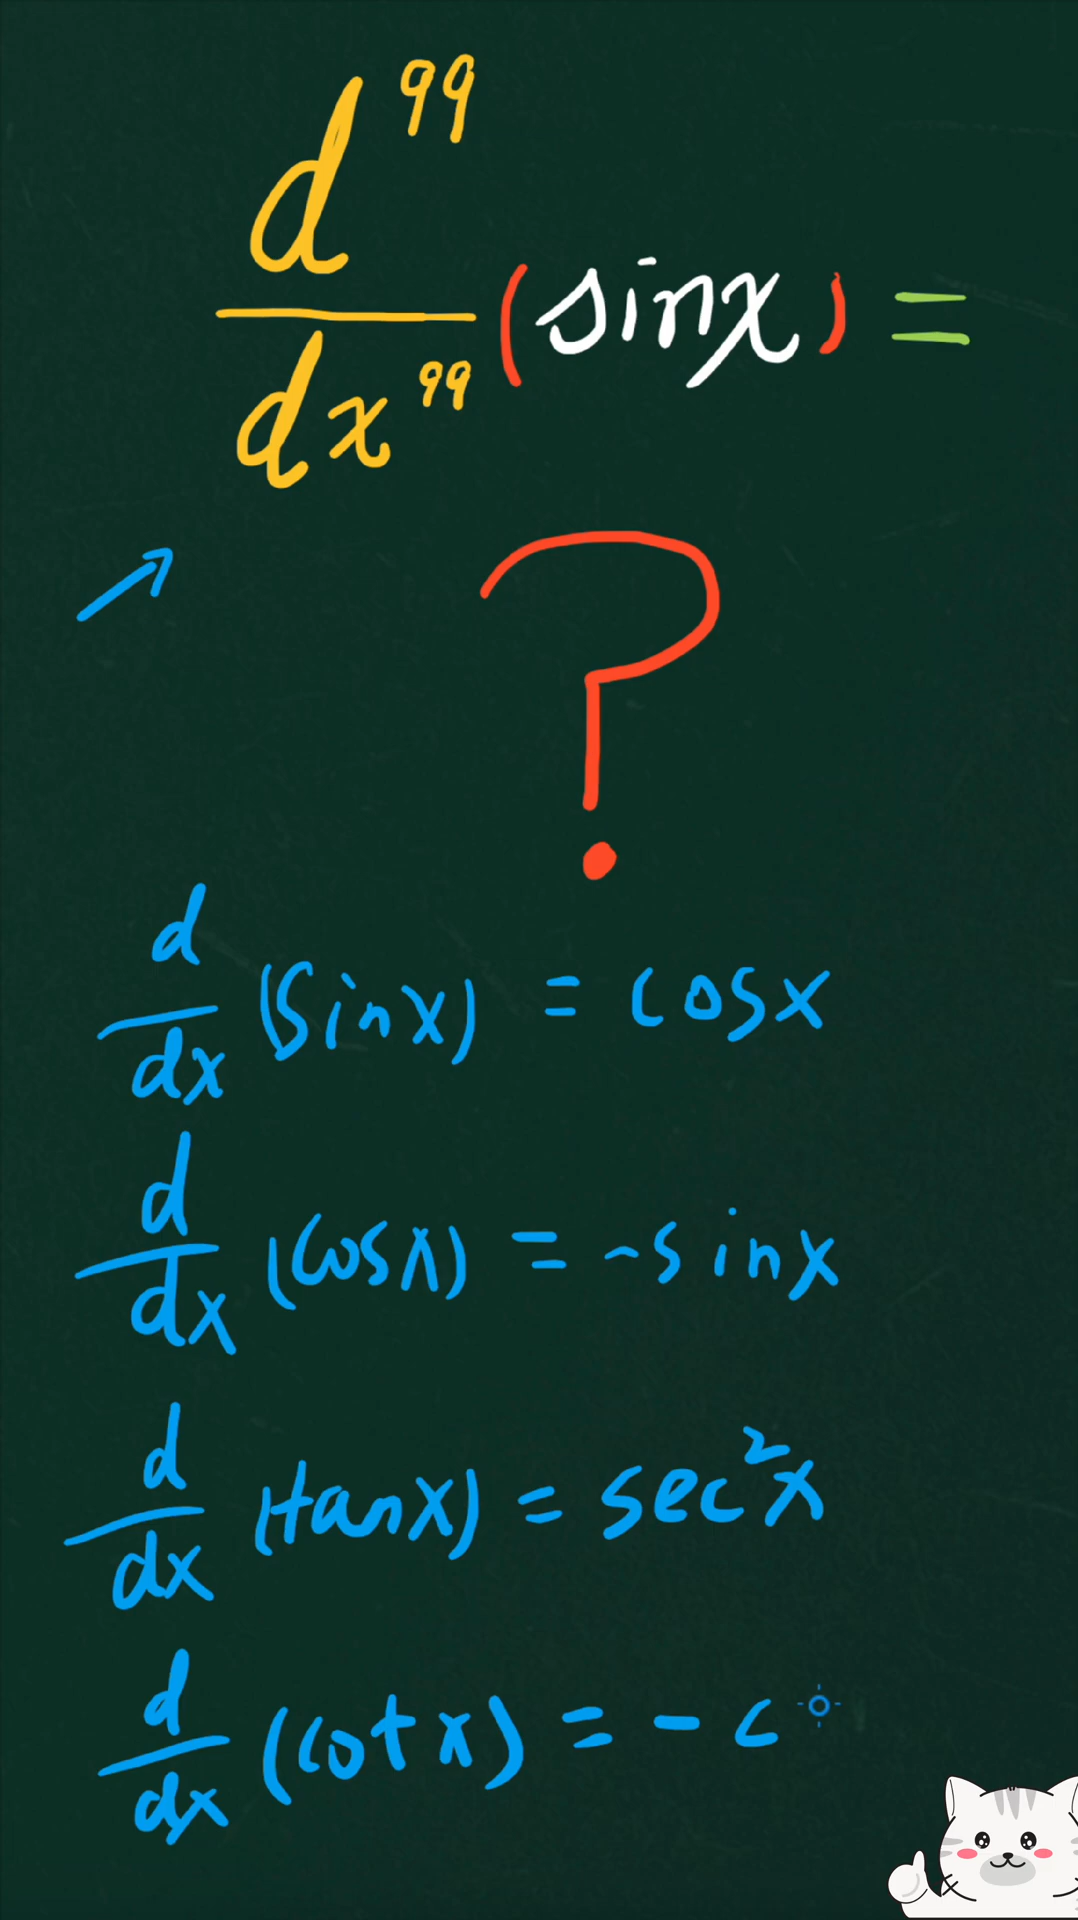 d^99/dx^99 (sinx) =
?
d/dx (sinx) = cosx
d/dx (cosx) = -sinx
d/dx (tanx) = sec²x
d/dx (cotx) = - c